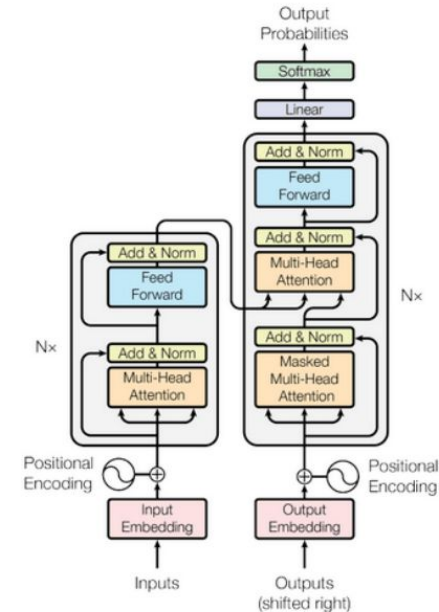 Output
Probabilities
Softmax
Linear
Add & Norm
Feed
Forward
Add & Norm
Multi-Head
Attention
Add & Norm
Masked
Multi-Head
Attention
Nx
Add & Norm
Feed
Forward
Add & Norm
Multi-Head
Attention
N×
Positional
Encoding
Positional
Encoding
Input
Embedding
Output
Embedding
Inputs
Outputs
(shifted right)